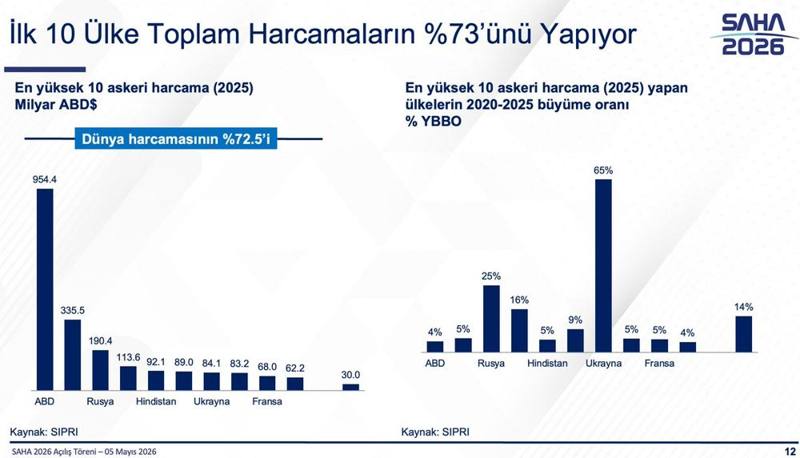 İlk 10 Ülke Toplam Harcamaların %73’ünü Yapıyor
SAHA
2026
En yüksek 10 askeri harcama (2025)
Milyar ABD$
Dünya harcamasının %72.5’i
954.4
335.5
190.4
113.6
92.1
89.0
84.1
83.2
68.0
62.2
30.0
ABD
Rusya
Hindistan
Ukrayna
Fransa
Kaynak: SIPRI
En yüksek 10 askeri harcama (2025) yapan
ülkelerin 2020-2025 büyüme oranı
% YBBO
4%
5%
25%
16%
5%
9%
65%
5%
5%
4%
14%
ABD
Rusya
Hindistan
Ukrayna
Fransa
Kaynak: SIPRI
SAHA 2026 Açılış Töreni – 05 Mayıs 2026
12